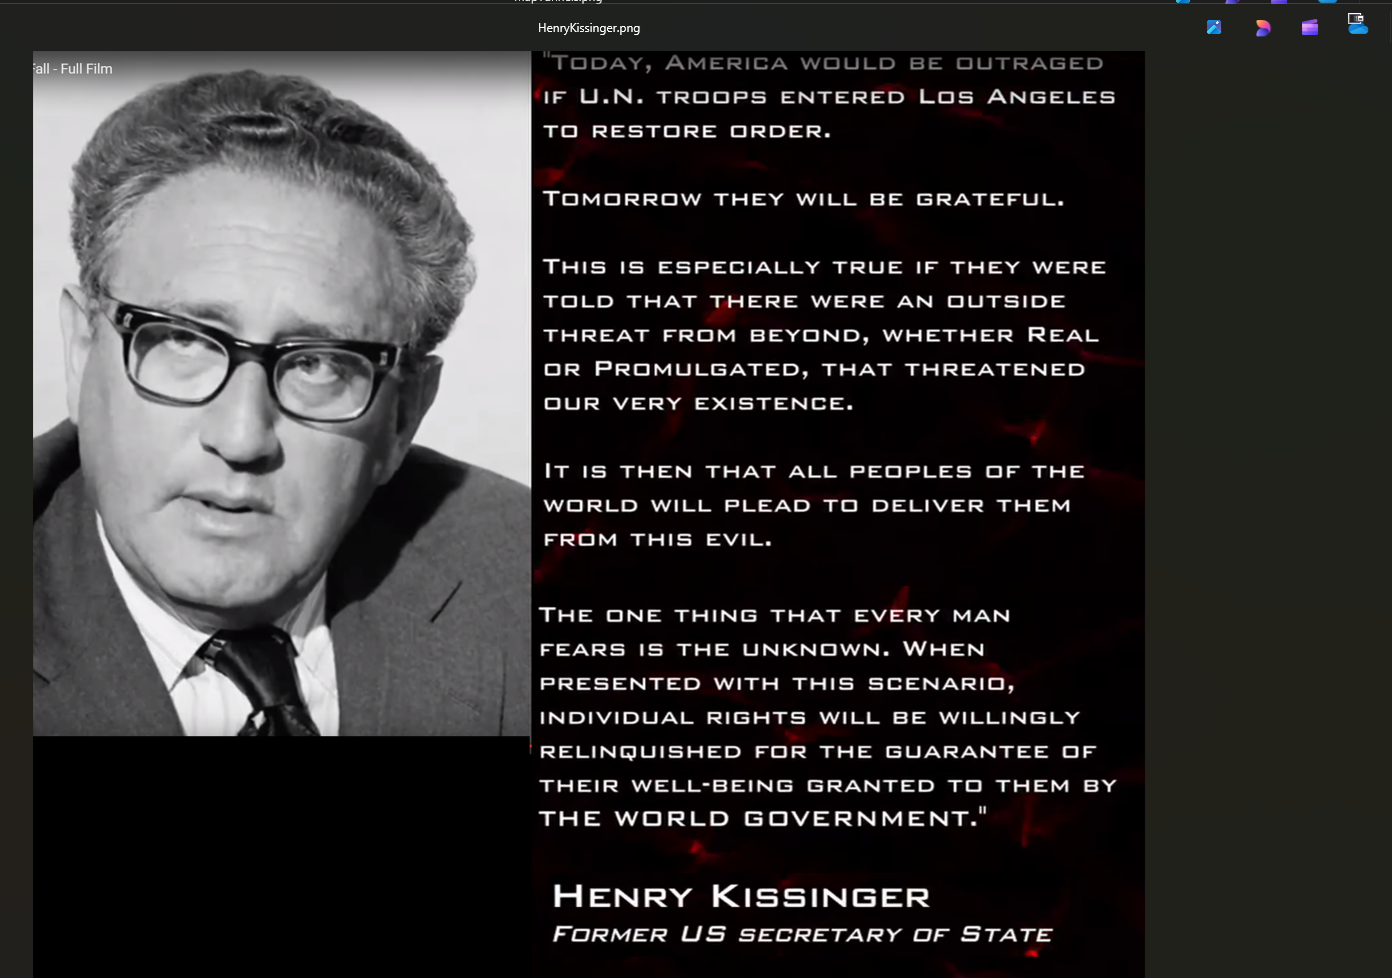 HenryKissinger.png
Fall - Full Film
"TODAY, AMERICA WOULD BE OUTRAGED
IF U.N. TROOPS ENTERED LOS ANGELES
TO RESTORE ORDER.
TOMORROW THEY WILL BE GRATEFUL.
THIS IS ESPECIALLY TRUE IF THEY WERE
TOLD THAT THERE WERE AN OUTSIDE
THREAT FROM BEYOND, WHETHER REAL
OR PROMULGATED, THAT THREATENED
OUR VERY EXISTENCE.
IT IS THEN THAT ALL PEOPLES OF THE
WORLD WILL PLEAD TO DELIVER THEM
FROM THIS EVIL.
THE ONE THING THAT EVERY MAN
FEARS IS THE UNKNOWN. WHEN
PRESENTED WITH THIS SCENARIO,
INDIVIDUAL RIGHTS WILL BE WILLINGLY
RELINQUISHED FOR THE GUARANTEE OF
THEIR WELL-BEING GRANTED TO THEM BY
THE WORLD GOVERNMENT."
HENRY KISSINGER
FORMER US SECRETARY OF STATE